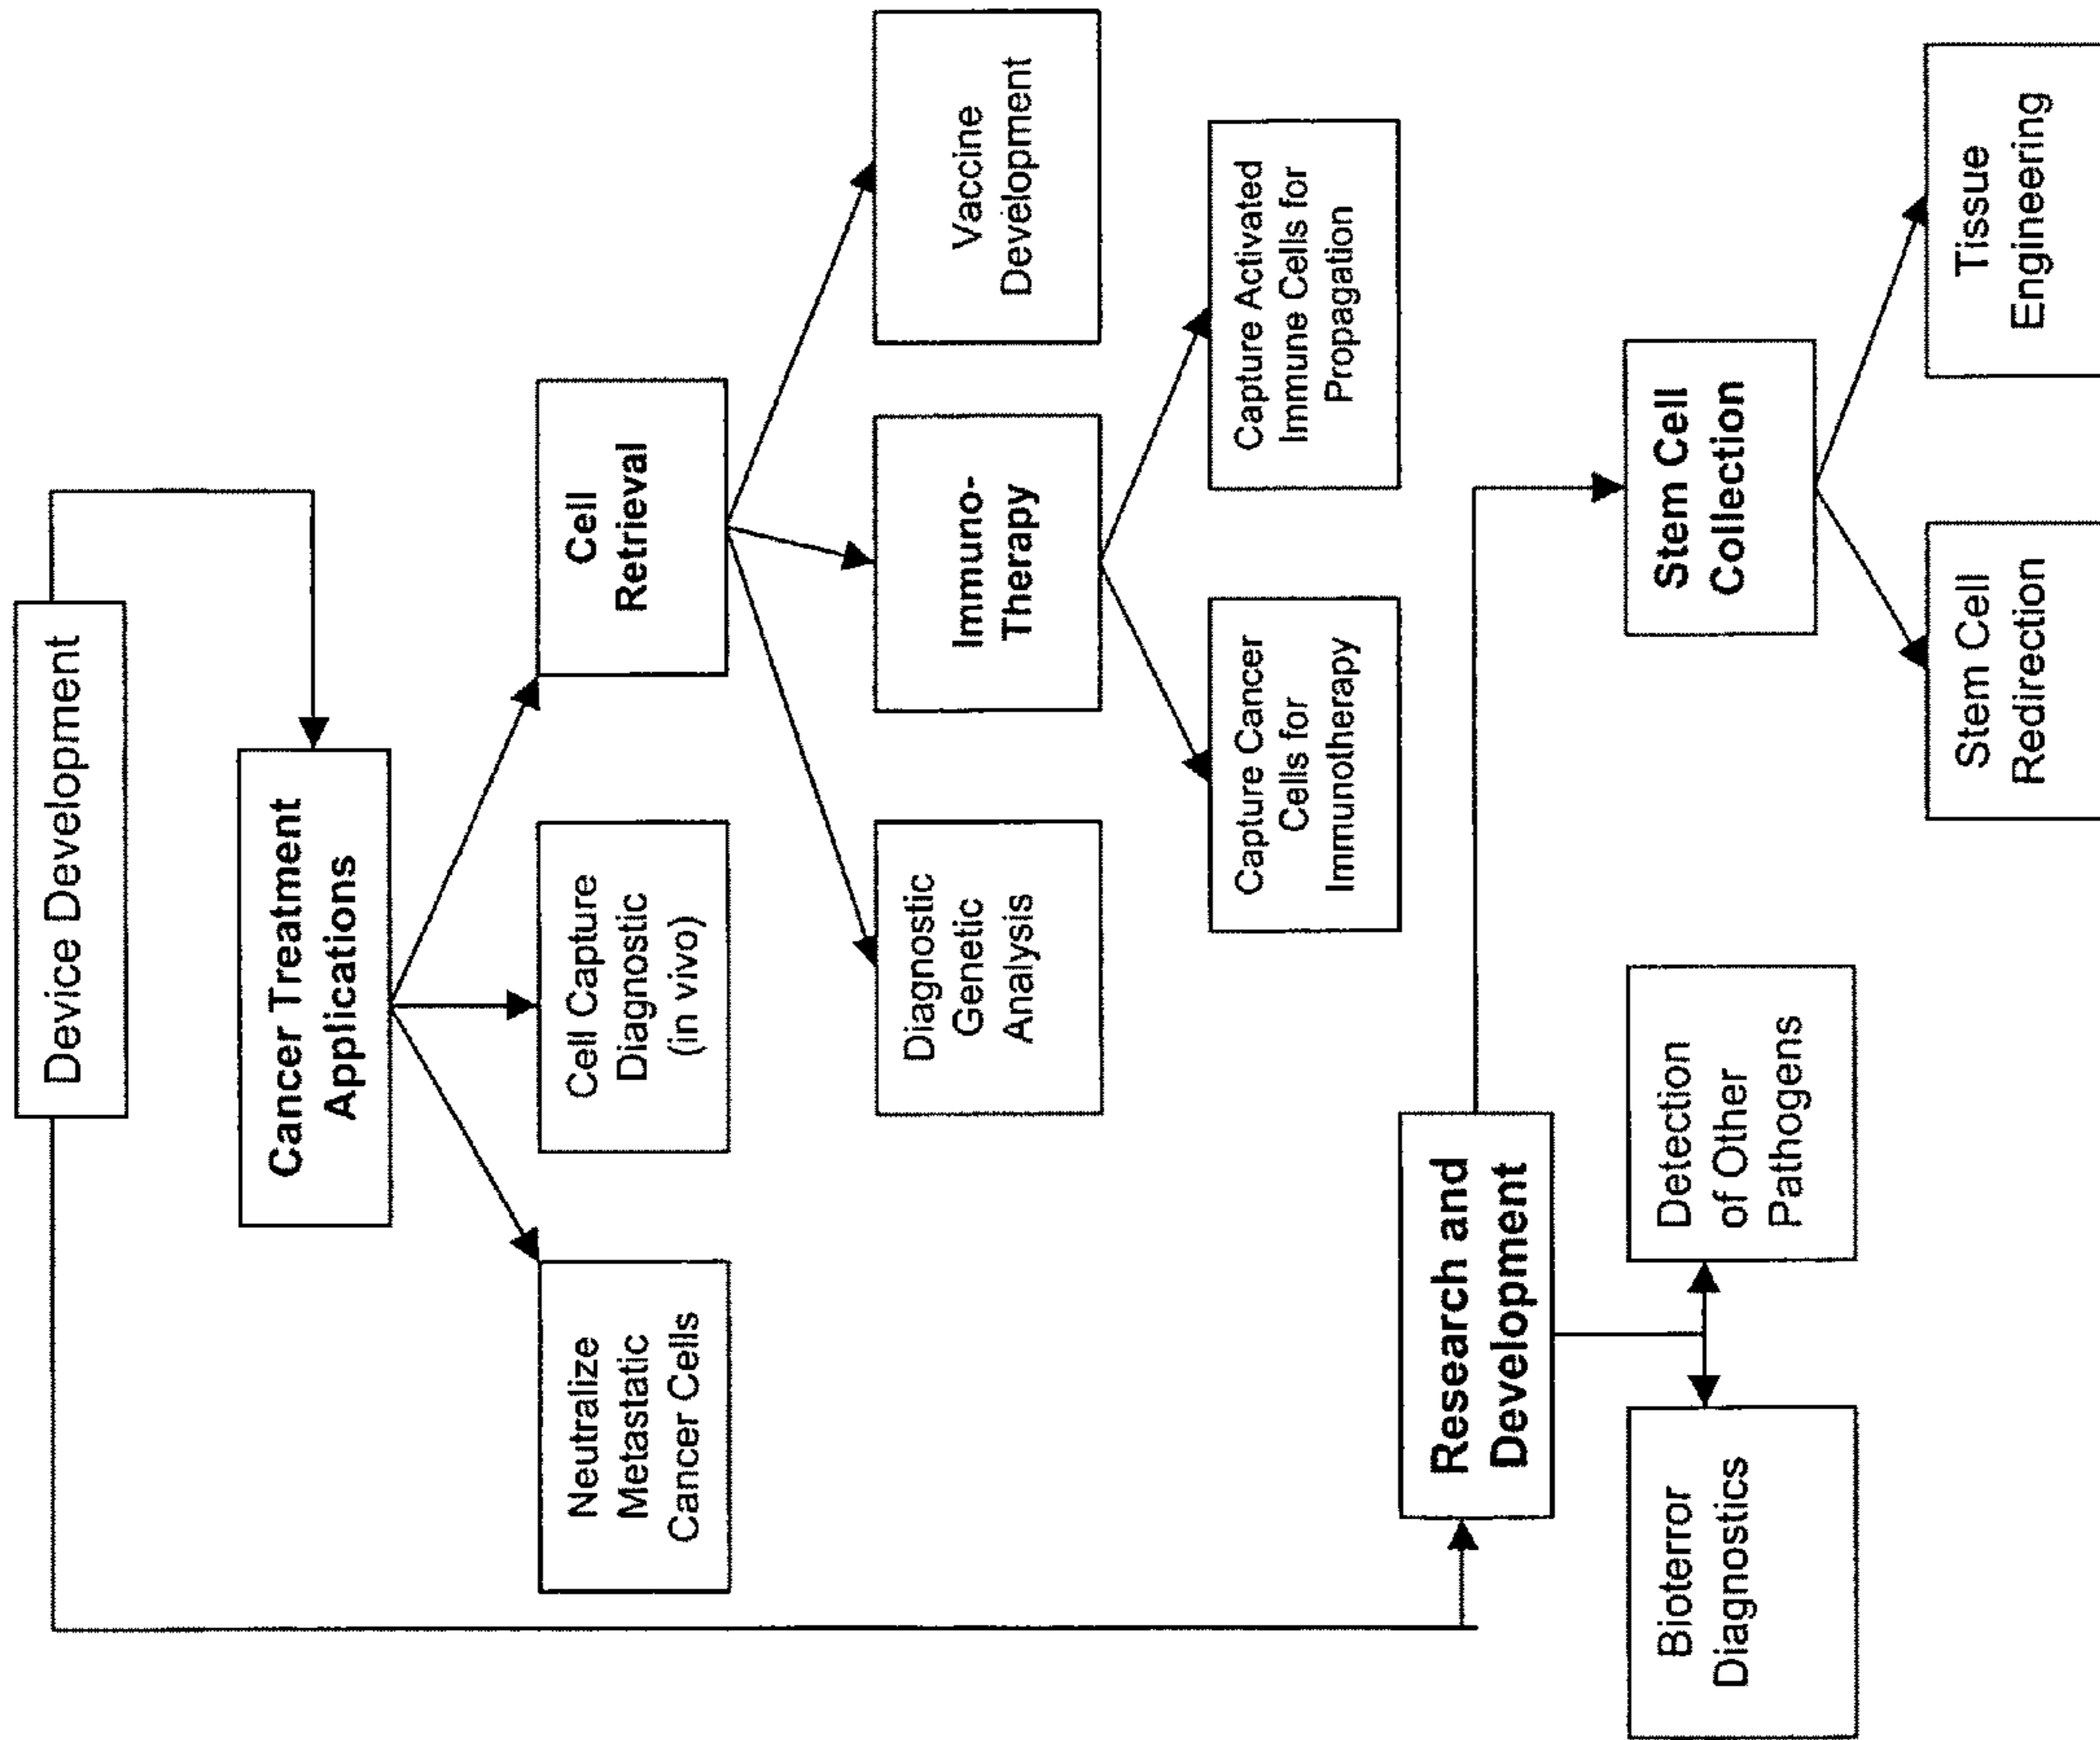 Device Development
Cancer Treatment
Applications
Neutralize
Metastatic
Cancer Cells
Cell Capture
Diagnostic
(in vivo)
Cell
Retrieval
Diagnostic
Genetic
Analysis
Immuno-
Therapy
Vaccine
Development
Capture Cancer
Cells for
Immunotherapy
Capture Activated
Immune Cells for
Propagation
Research and
Development
Bioterror
Diagnostics
Detection
of Other
Pathogens
Stem Cell
Collection
Stem Cell
Redirection
Tissue
Engineering